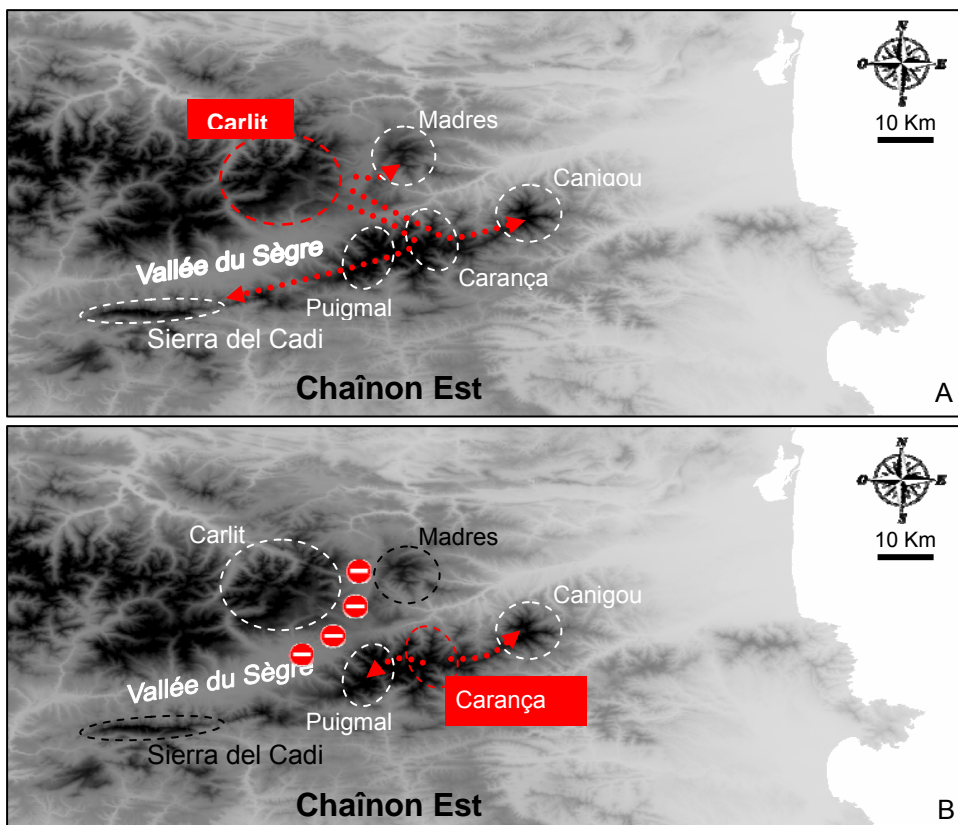 N
O E
S
10 Km
Carlit
Madres
Canigou
Vallée du Sègre
Carança
Puigmal
Sierra del Cadi
Chaînon Est
A
N
O E
S
10 Km
Carlit
Madres
Canigou
Vallée du Sègre
Carança
Puigmal
Sierra del Cadi
Chaînon Est
B